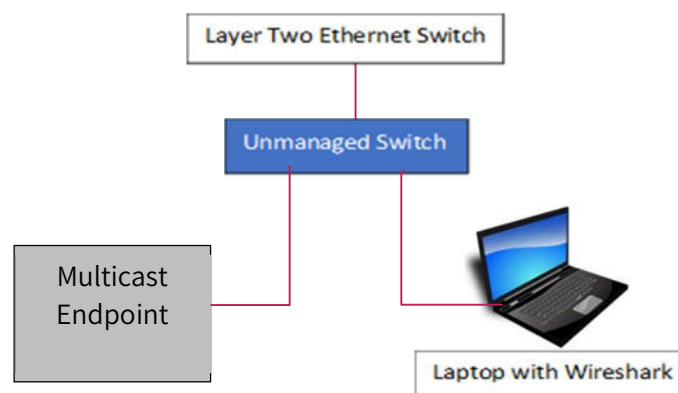 Layer Two Ethernet Switch
Unmanaged Switch
Multicast
Endpoint
Laptop with Wireshark